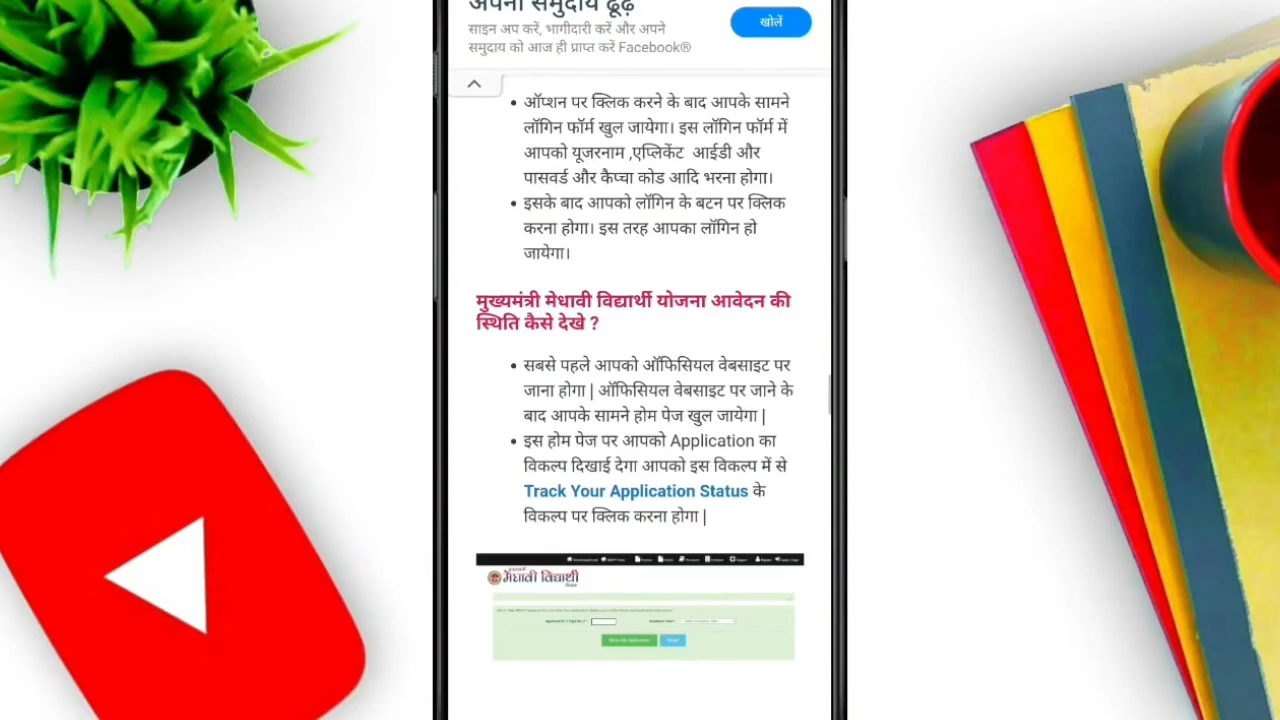 अपना समुदाय ढूंढ़ें
साइन अप करें, भागीदारी करें और अपने
समुदाय को आज ही प्राप्त करें Facebook®
खोलें
• ऑप्शन पर क्लिक करने के बाद आपके सामने
लॉगिन फॉर्म खुल जायेगा। इस लॉगिन फॉर्म में
आपको यूजरनाम ,एप्लिकेंट आईडी और
पासवर्ड और कैप्चा कोड आदि भरना होगा।
• इसके बाद आपको लॉगिन के बटन पर क्लिक
करना होगा। इस तरह आपका लॉगिन हो
जायेगा।
मुख्यमंत्री मेधावी विद्यार्थी योजना आवेदन की
स्थिति कैसे देखे ?
• सबसे पहले आपको ऑफिसियल वेबसाइट पर
जाना होगा | ऑफिसियल वेबसाइट पर जाने के
बाद आपके सामने होम पेज खुल जायेगा |
• इस होम पेज पर आपको Application का
विकल्प दिखाई देगा आपको इस विकल्प में से
Track Your Application Status के
विकल्प पर क्लिक करना होगा |
मेधावी विद्यार्थी